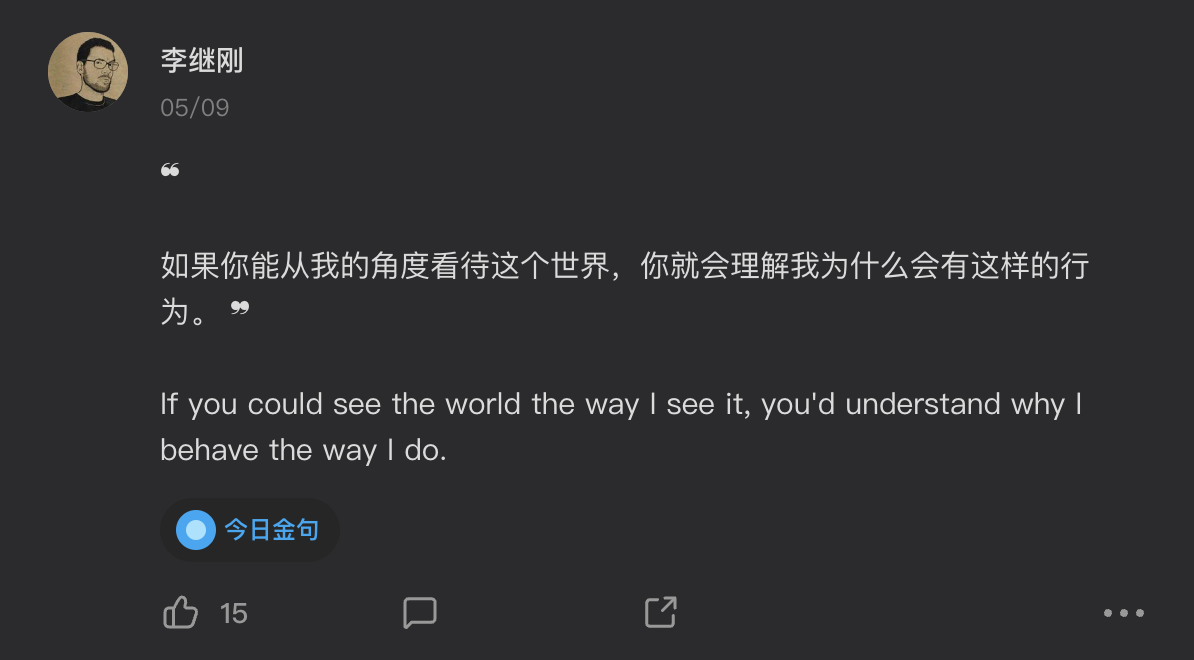 李继刚
05/09
❝
如果你能从我的角度看待这个世界，你就会理解我为什么会有这样的行
为。 ❞
If you could see the world the way I see it, you'd understand why I
behave the way I do.
今日金句
15